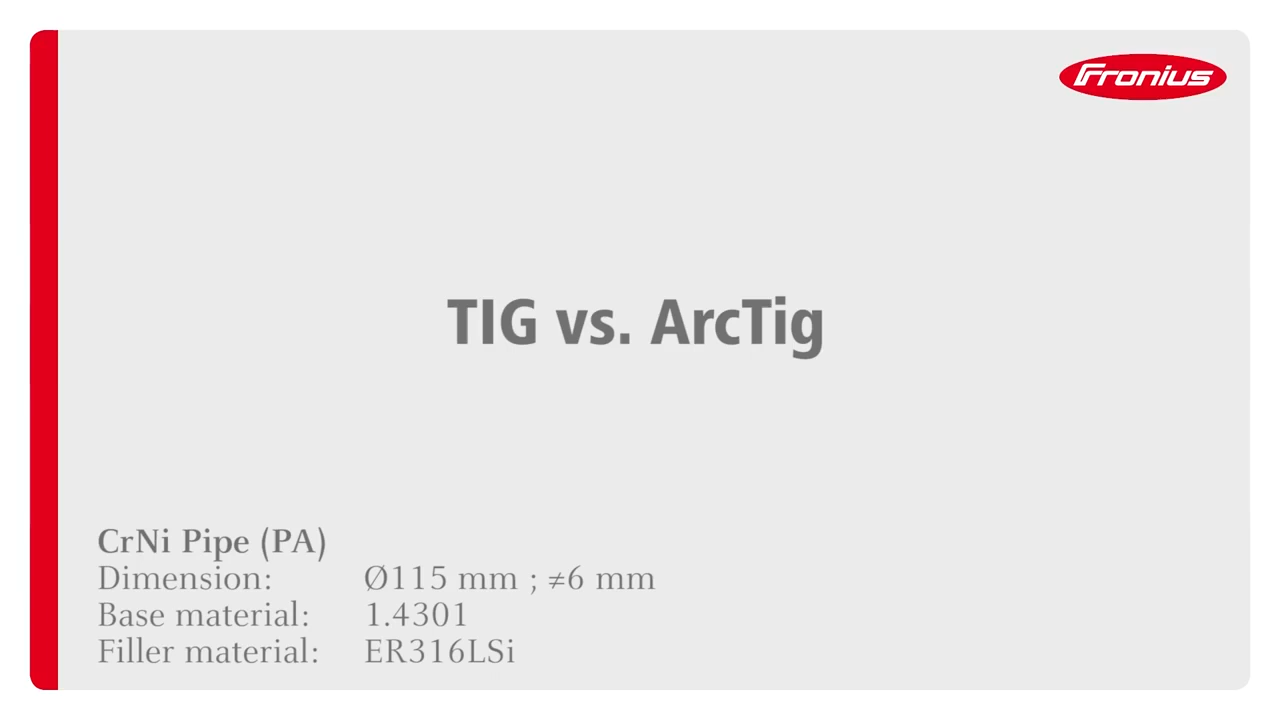 Fronius
TIG vs. ArcTig
CrNi Pipe (PA)
Dimension: Ø115 mm ; ≠6 mm
Base material: 1.4301
Filler material: ER316LSi